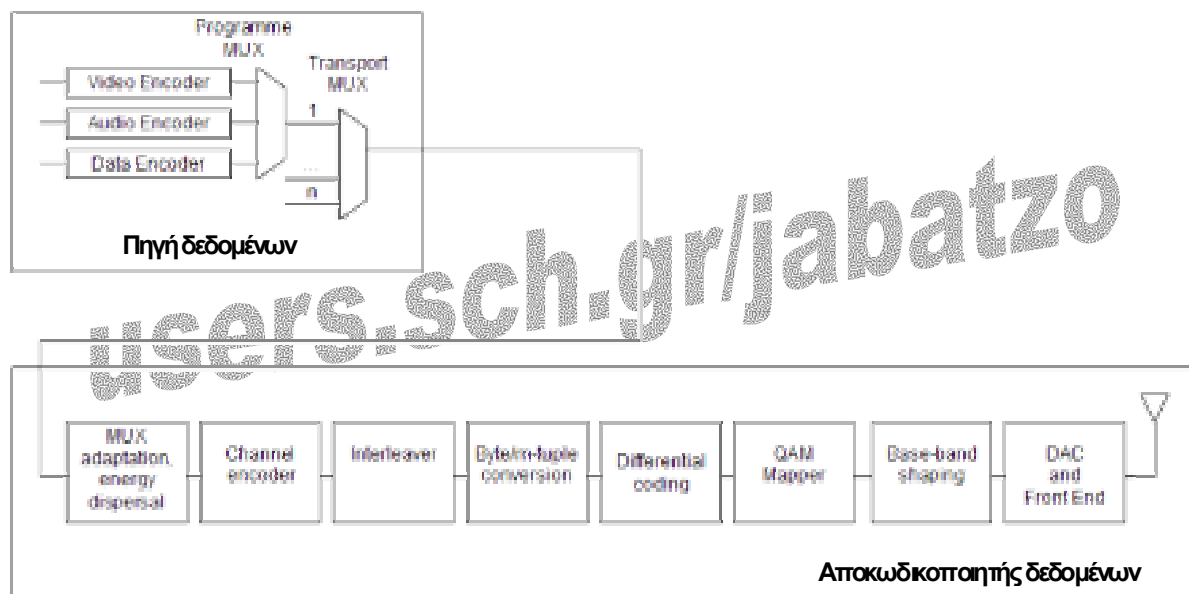 Programme
MUX
Transport
MUX
Video Encoder
Audio Encoder
Data Encoder
1
...
n
Πηγή δεδομένων
users.sch.gr/jabatzo
MUX
adaptation,
energy
dispersal
Channel
encoder
Interleaver
Byte/m-tuple
conversion
Differential
coding
QAM
Mapper
Base-band
shaping
DAC
and
Front End
Αποκωδικοποιητής δεδομένων